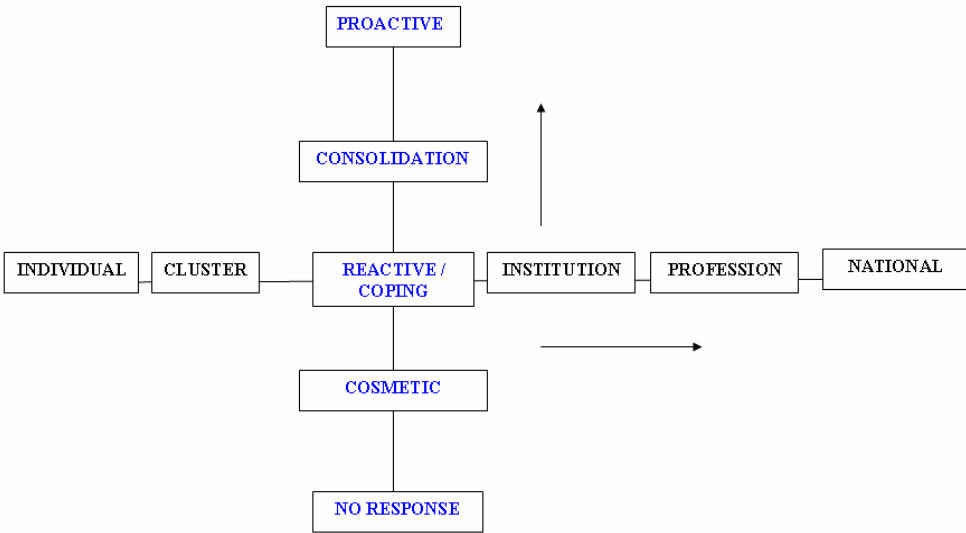 PROACTIVE
CONSOLIDATION
INDIVIDUAL
CLUSTER
REACTIVE /
COPING
INSTITUTION
PROFESSION
NATIONAL
COSMETIC
NO RESPONSE